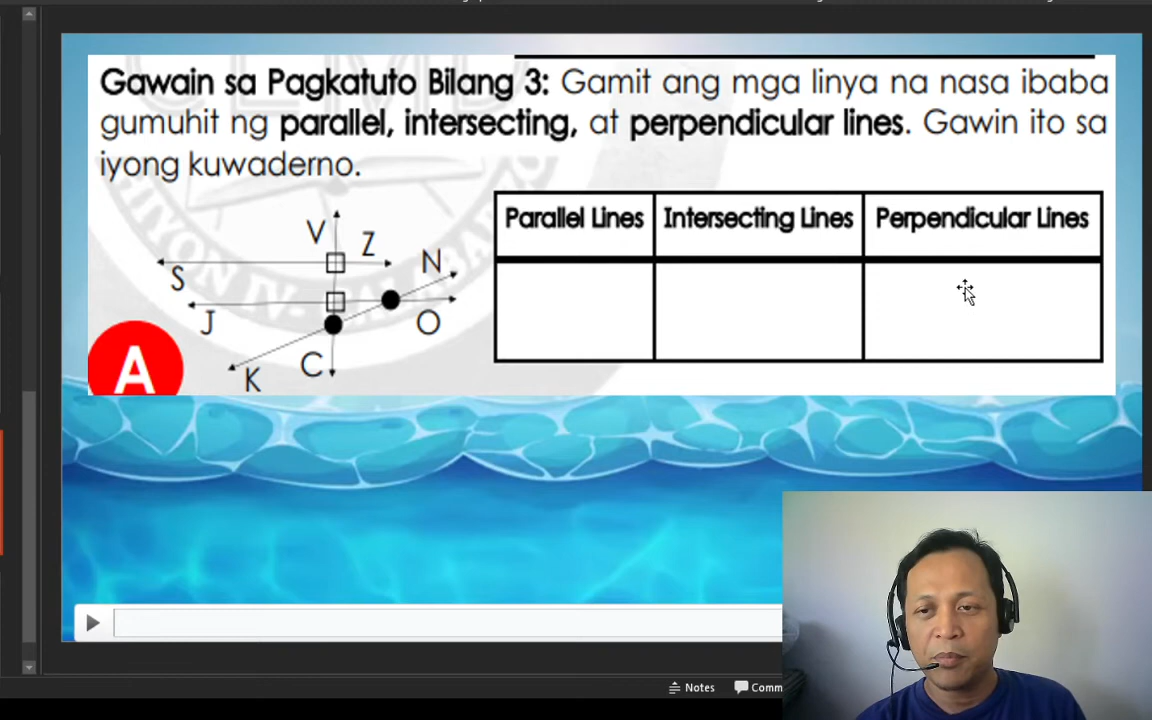 Gawain sa Pagkatuto Bilang 3: Gamit ang mga linya na nasa ibaba
gumuhit ng parallel, intersecting, at perpendicular lines. Gawin ito sa
iyong kuwaderno.
Parallel Lines Intersecting Lines Perpendicular Lines
V
Z
N
S
J
O
C
K
A
Notes Comm